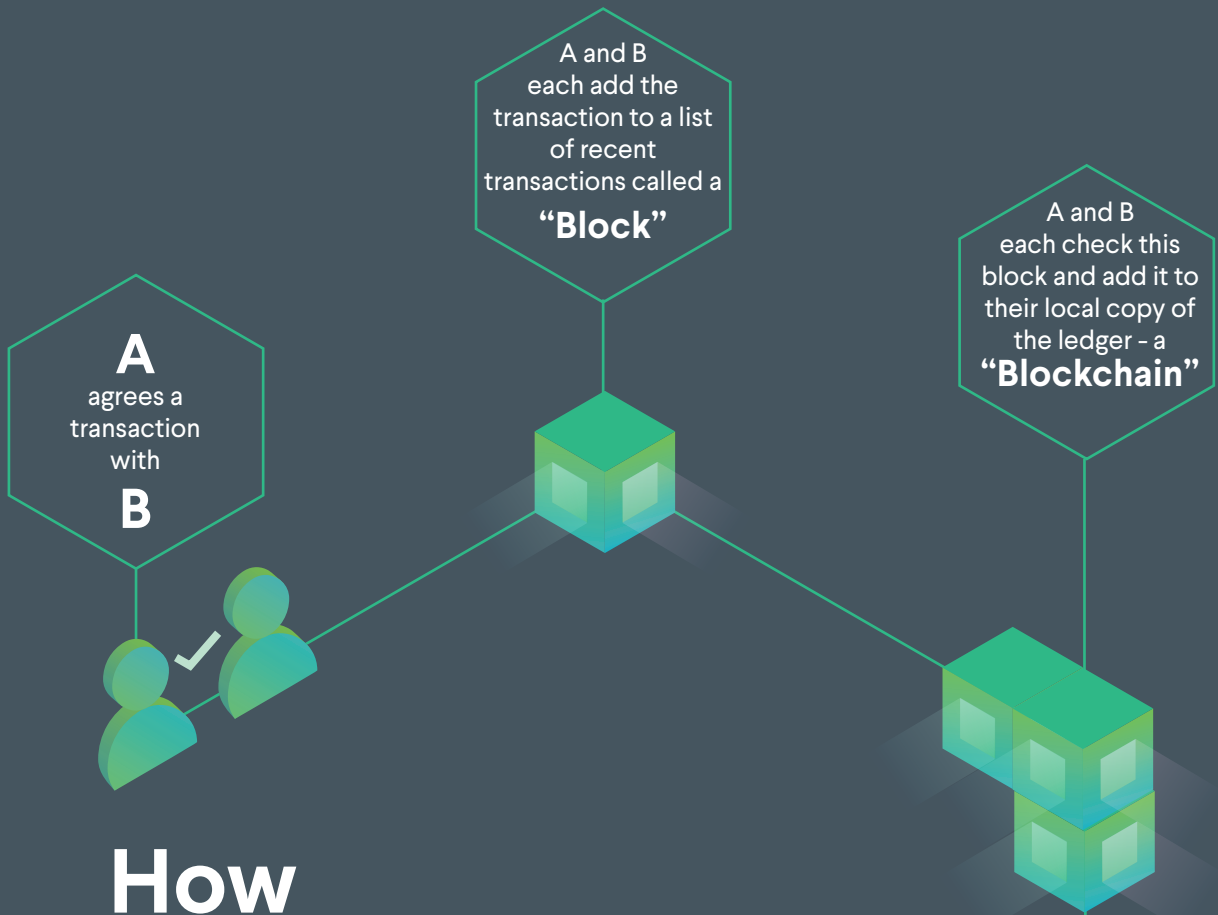 A
agrees a
transaction
with
B
A and B
each add the
transaction to a list
of recent
transactions called a
“Block”
A and B
each check this
block and add it to
their local copy of
the ledger - a
“Blockchain”
How